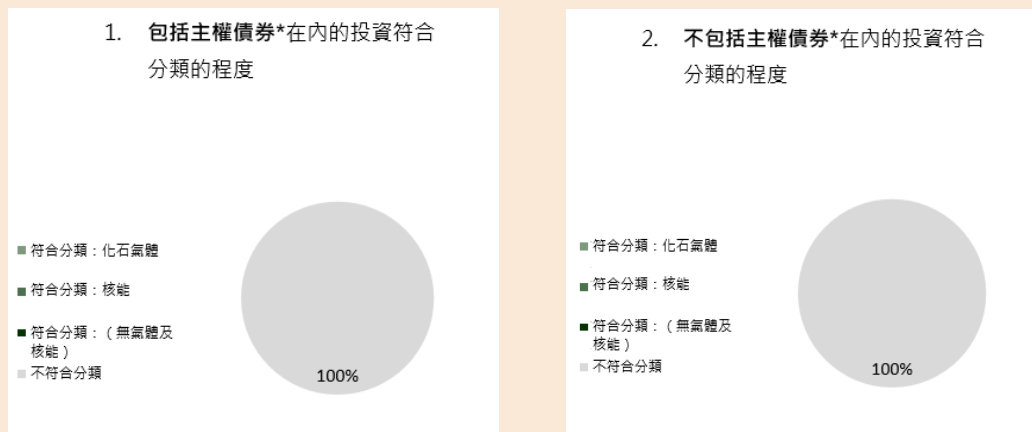 1. 包括主權債券*在內的投資符合
分類的程度
符合分類：化石氣體
符合分類：核能
符合分類：（無氣體及
核能）
不符合分類
100%
2. 不包括主權債券*在內的投資符合
分類的程度
符合分類：化石氣體
符合分類：核能
符合分類：（無氣體及
核能）
不符合分類
100%